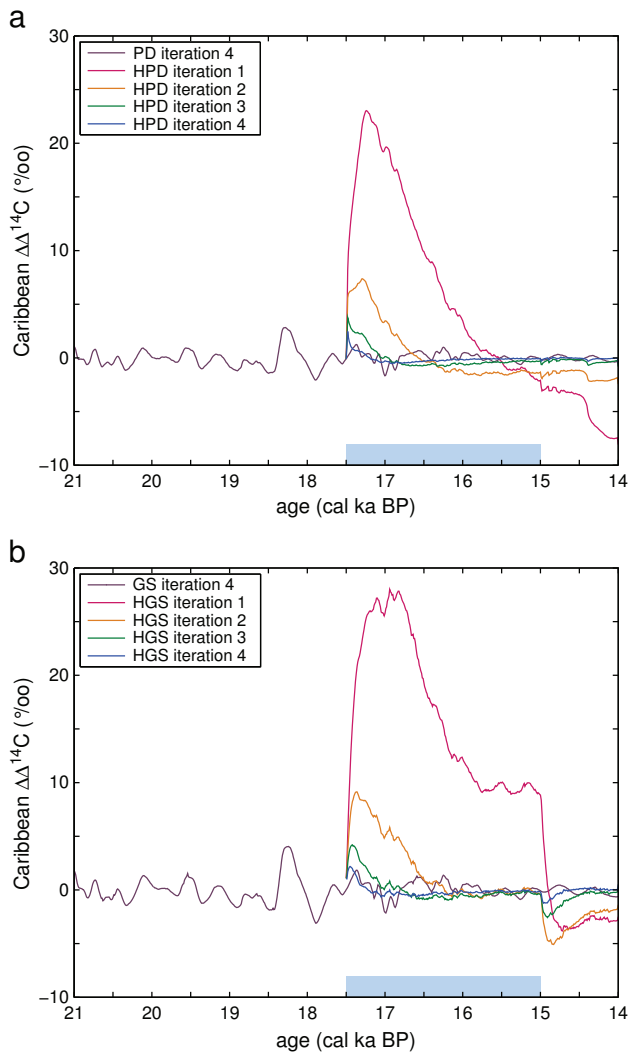 a
30
PD iteration 4
HPD iteration 1
HPD iteration 2
HPD iteration 3
HPD iteration 4
20
10
0
−10
Caribbean ΔΔ¹⁴C (°/oo)
21 20 19 18 17 16 15 14
age (cal ka BP)
b
30
GS iteration 4
HGS iteration 1
HGS iteration 2
HGS iteration 3
HGS iteration 4
20
10
0
−10
Caribbean ΔΔ¹⁴C (°/oo)
21 20 19 18 17 16 15 14
age (cal ka BP)